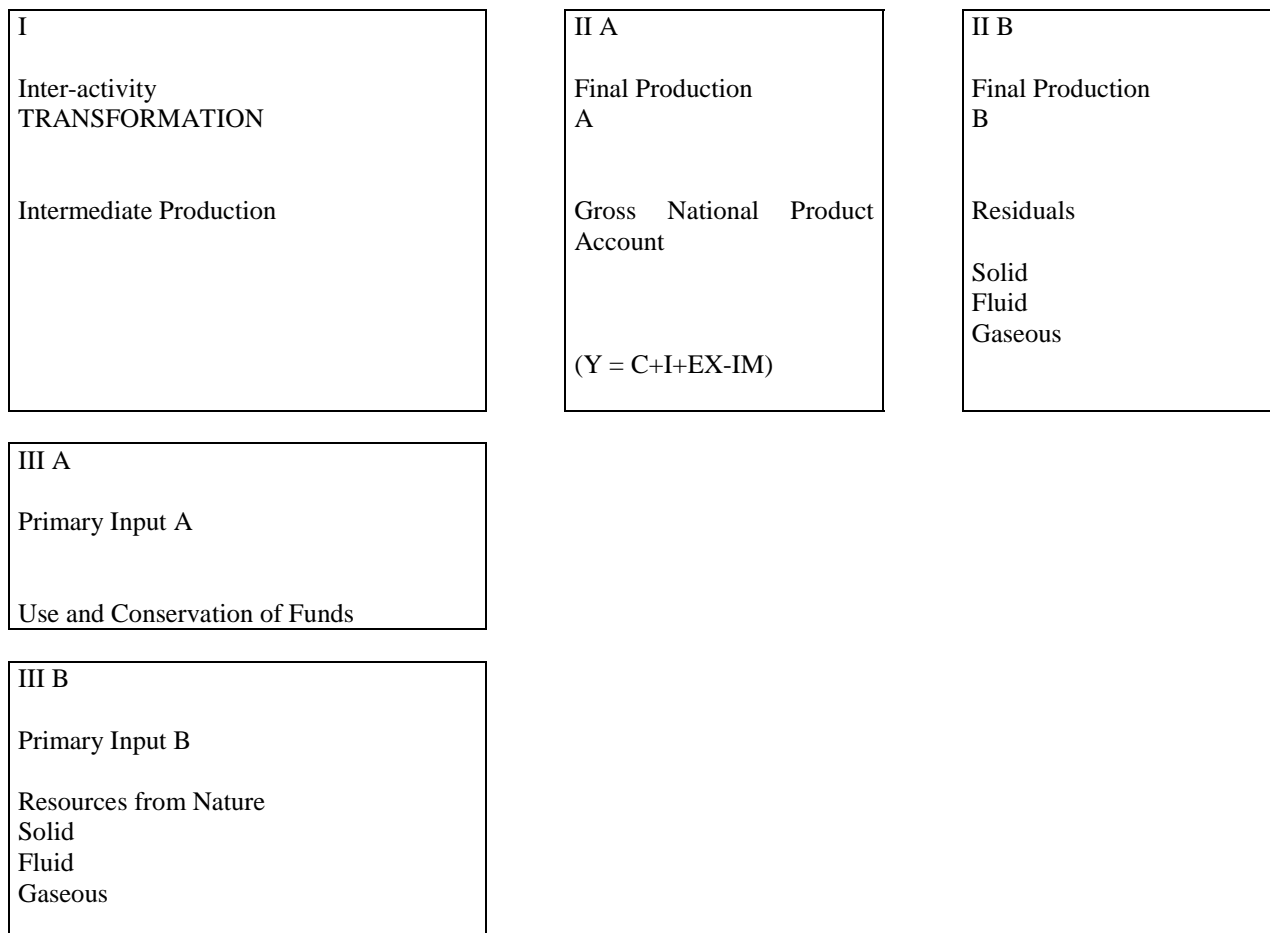 I
Inter-activity
TRANSFORMATION
Intermediate Production
II A
Final Production
A
Gross National Product
Account
(Y = C+I+EX-IM)
II B
Final Production
B
Residuals
Solid
Fluid
Gaseous
III A
Primary Input A
Use and Conservation of Funds
III B
Primary Input B
Resources from Nature
Solid
Fluid
Gaseous